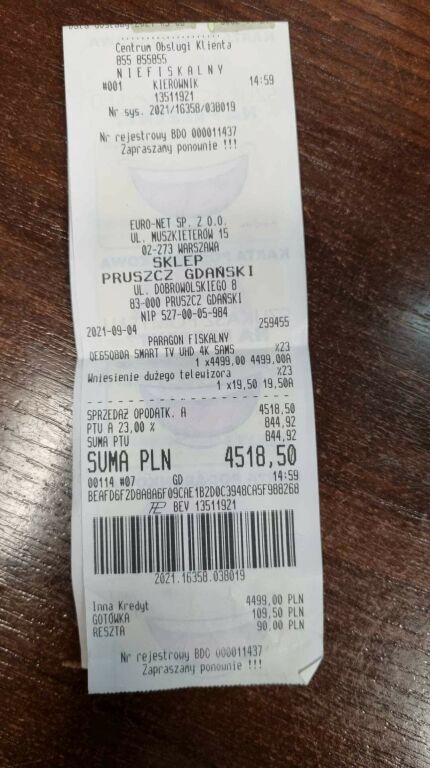 Centrum Obsługi Klienta
855 855855
N I E F I S K A L N Y
#001 KIEROWNIK 14:59
13511921
Nr sys. 2021/16358/038019
Nr rejestrowy BDO 000011437
Zapraszamy ponownie !!!
EURO-NET SP. Z O.O.
UL. MUSZKIETERÓW 15
02-273 WARSZAWA
SKLEP
PRUSZCZ GDAŃSKI
UL. DOBROWOLSKIEGO 8
83-000 PRUSZCZ GDAŃSKI
NIP 527-00-05-984
2021-09-04 259455
PARAGON FISKALNY
QE65Q80A SMART TV UHD 4K SAMS %23
1 x4499,00 4499,00A
Wniesienie dużego telewizora %23
1 x19,50 19,50A
SPRZEDAŻ OPODATK. A 4518,50
PTU A 23,00 % 844,92
SUMA PTU 844,92
SUMA PLN 4518,50
00114 #07 GD 14:59
BEAFD6F2D8A8A6F09CAE1B2D0C3948CA5F988268
BEV 13511921
2021.16358.038019
Inna Kredyt 4499,00 PLN
GOTÓWKA 109,50 PLN
RESZTA 90,00 PLN
Nr rejestrowy BDO 000011437
Zapraszamy ponownie !!!